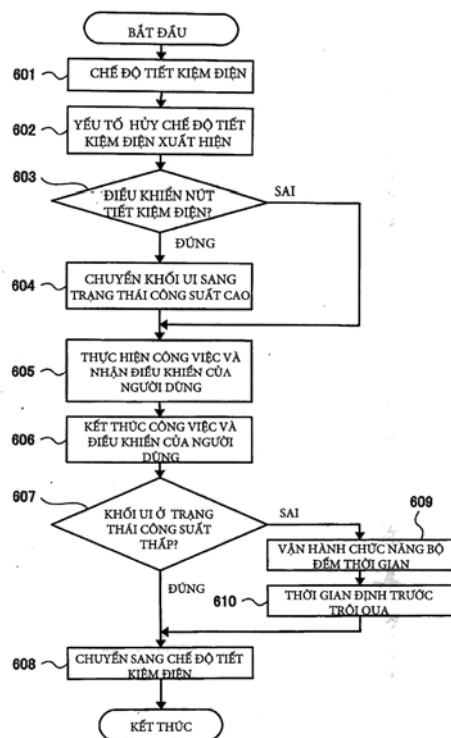 BẮT ĐẦU
601
CHẾ ĐỘ TIẾT KIỆM ĐIỆN
602
YẾU TỐ HỦY CHẾ ĐỘ TIẾT
KIỆM ĐIỆN XUẤT HIỆN
603
ĐIỀU KHIỂN NÚT
TIẾT KIỆM ĐIỆN?
SAI
ĐÚNG
604
CHUYỂN KHỐI UI SANG
TRẠNG THÁI CÔNG SUẤT CAO
605
THỰC HIỆN CÔNG VIỆC VÀ
NHẬN ĐIỀU KHIỂN CỦA
NGƯỜI DÙNG
606
KẾT THÚC CÔNG VIỆC VÀ
ĐIỀU KHIỂN CỦA NGƯỜI
DÙNG
607
KHỐI UI Ở TRẠNG
THÁI CÔNG SUẤT
THẤP?
SAI
609
VẬN HÀNH CHỨC NĂNG BỘ
ĐẾM THỜI GIAN
ĐÚNG
610
THỜI GIAN ĐỊNH TRƯỚC
TRÔI QUA
608
CHUYỂN SANG CHẾ ĐỘ TIẾT
KIỆM ĐIỆN
KẾT THÚC